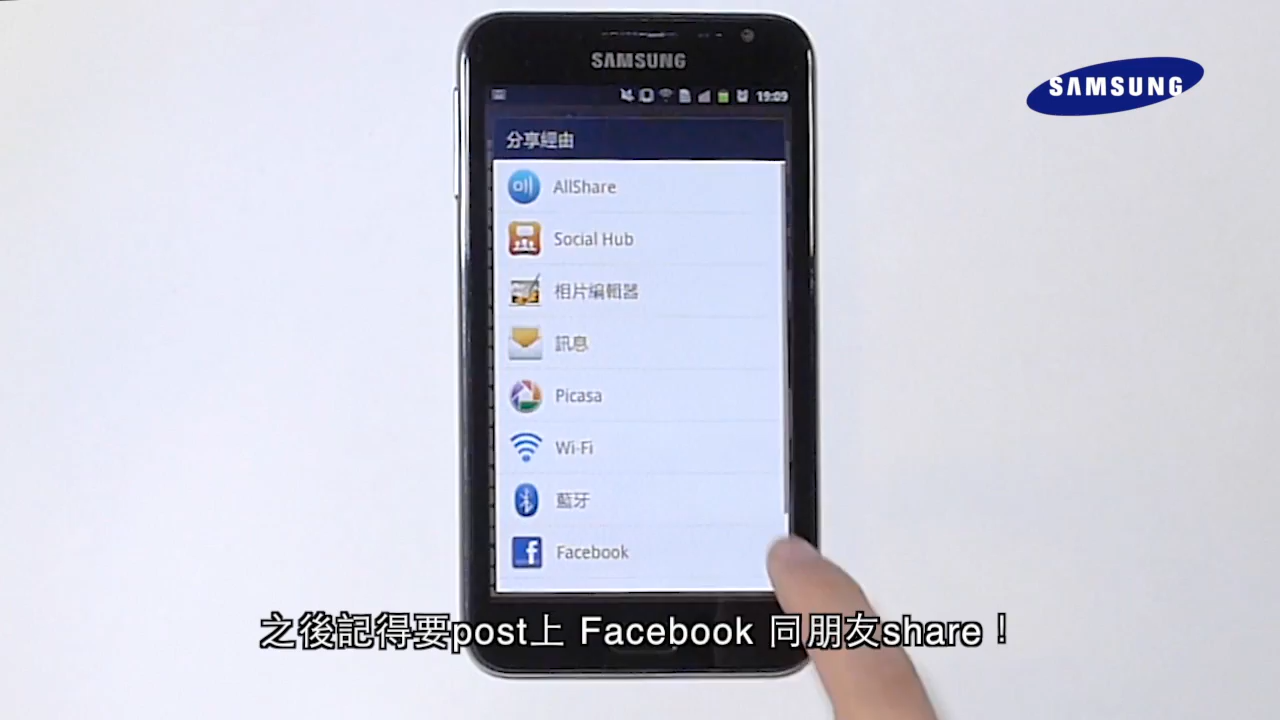 SAMSUNG
SAMSUNG
19:09
分享經由
AllShare
Social Hub
相片編輯器
訊息
Picasa
Wi-Fi
藍牙
Facebook
之後記得要post上 Facebook 同朋友share！